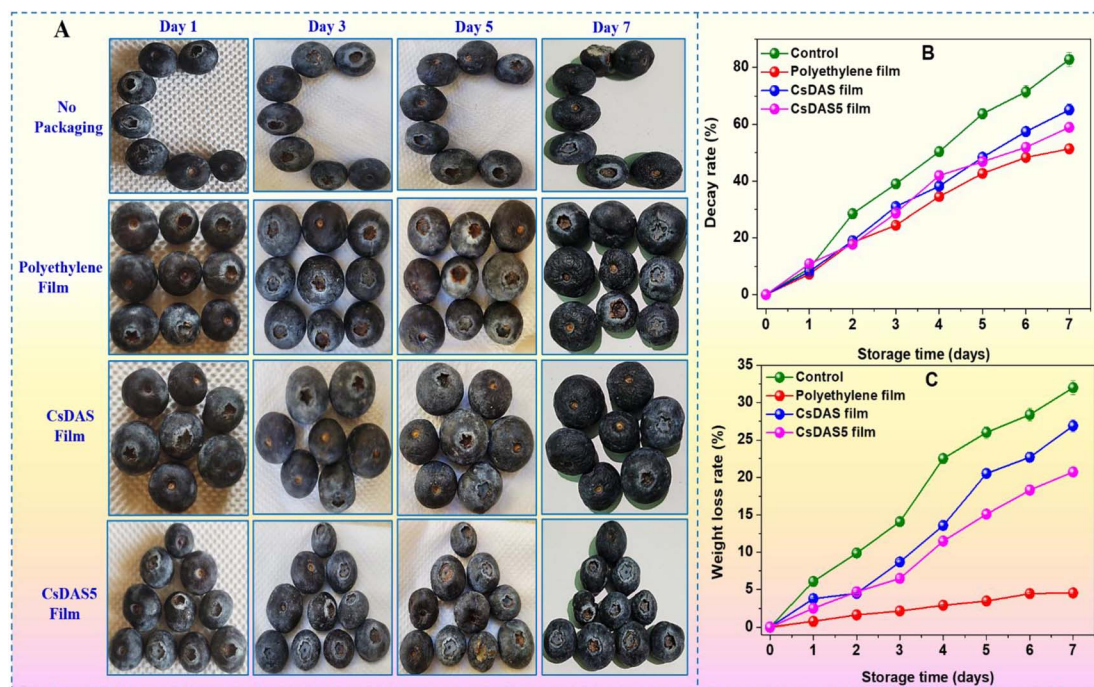 A
Day 1
Day 3
Day 5
Day 7
No
Packaging
Polyethylene
Film
CsDAS
Film
CsDAS5
Film
B
Control
Polyethylene film
CsDAS film
CsDAS5 film
Decay rate (%)
80
60
40
20
0
0 1 2 3 4 5 6 7
Storage time (days)
C
Control
Polyethylene film
CsDAS film
CsDAS5 film
Weight loss rate (%)
35
30
25
20
15
10
5
0
0 1 2 3 4 5 6 7
Storage time (days)